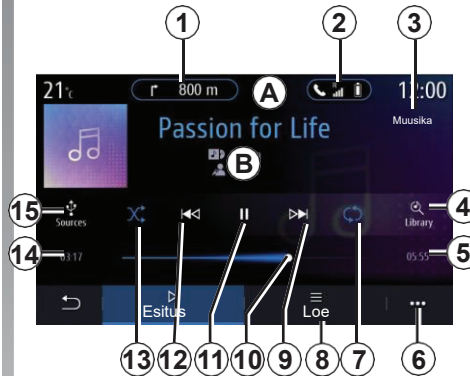 1 2 3
21°c 800 m A R 12:00
Muusika
Passion for Life
B
15 4
Sources Library
14 03:17 05:55 5
Esitus Loe
13 12 11 10 9 8 7 6